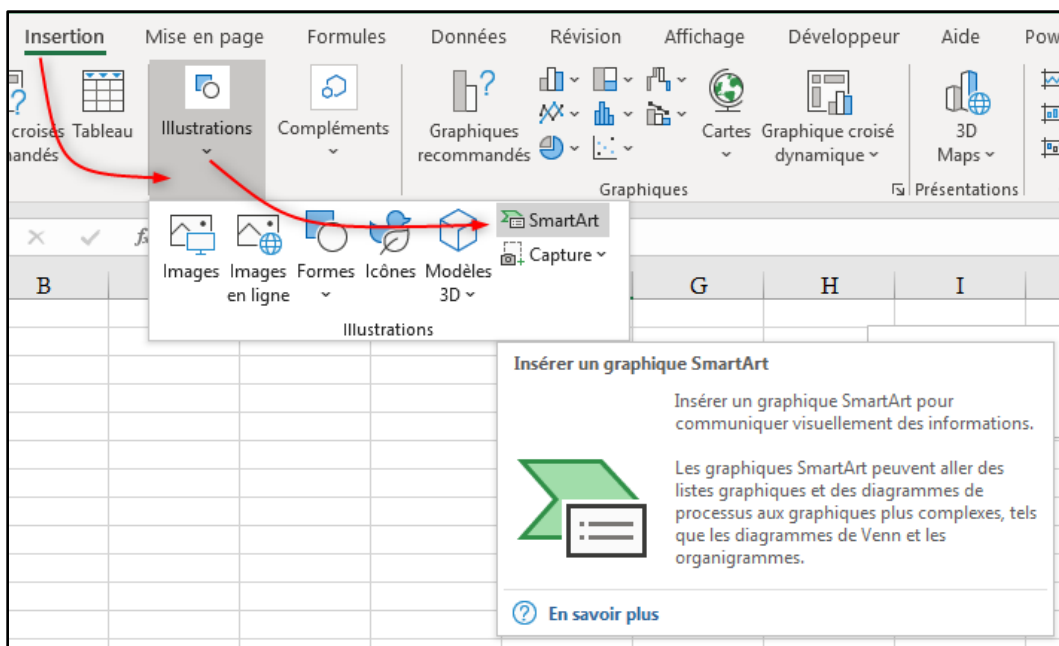 Insertion Mise en page Formules Données Révision Affichage Développeur Aide
croisés Tableau Illustrations Compléments Graphiques Cartes Graphique croisé 3D
recommandés dynamique Maps
Graphiques Présentations
SmartArt
Capture
Images Images Formes Icônes Modèles
en ligne 3D
Illustrations
B G H I
Insérer un graphique SmartArt
Insérer un graphique SmartArt pour
communiquer visuellement des informations.
Les graphiques SmartArt peuvent aller des
listes graphiques et des diagrammes de
processus aux graphiques plus complexes, tels
que les diagrammes de Venn et les
organigrammes.
? En savoir plus